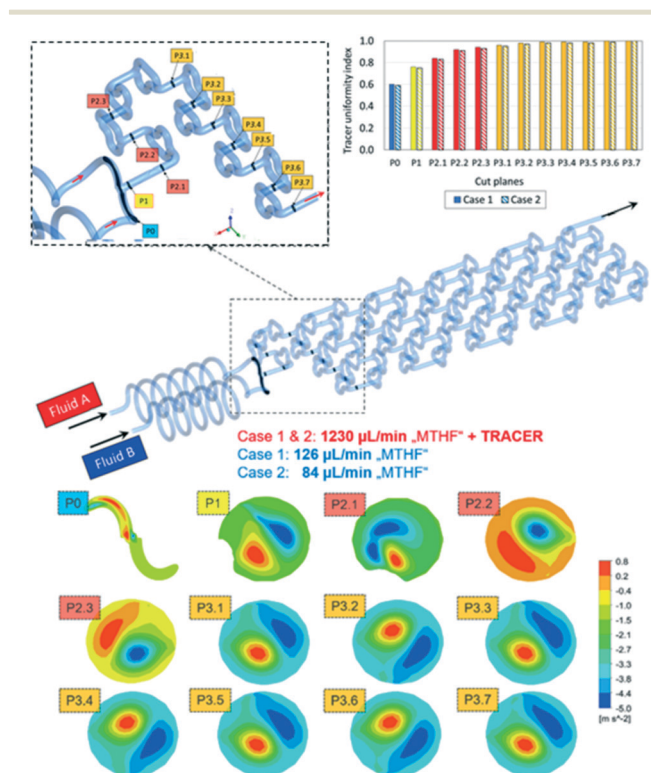 P3.1
P3.2
P3.3
P3.4
P3.5
P3.6
P3.7
P2.3
P2.2
P2.1
P1
P0
Tracer uniformity index
1.0
0.8
0.6
0.4
0.2
0.0
P0 P1 P2.1 P2.2 P2.3 P3.1 P3.2 P3.3 P3.4 P3.5 P3.6 P3.7
Cut planes
Case 1 Case 2
Fluid A
Fluid B
Case 1 & 2: 1230 µL/min „MTHF“ + TRACER
Case 1: 126 µL/min „MTHF“
Case 2: 84 µL/min „MTHF“
P0 P1 P2.1 P2.2
P2.3 P3.1 P3.2 P3.3
P3.4 P3.5 P3.6 P3.7
0.8
0.2
-0.4
-1.0
-1.5
-2.1
-2.7
-3.3
-3.8
-4.4
-5.0
[m s^-2]